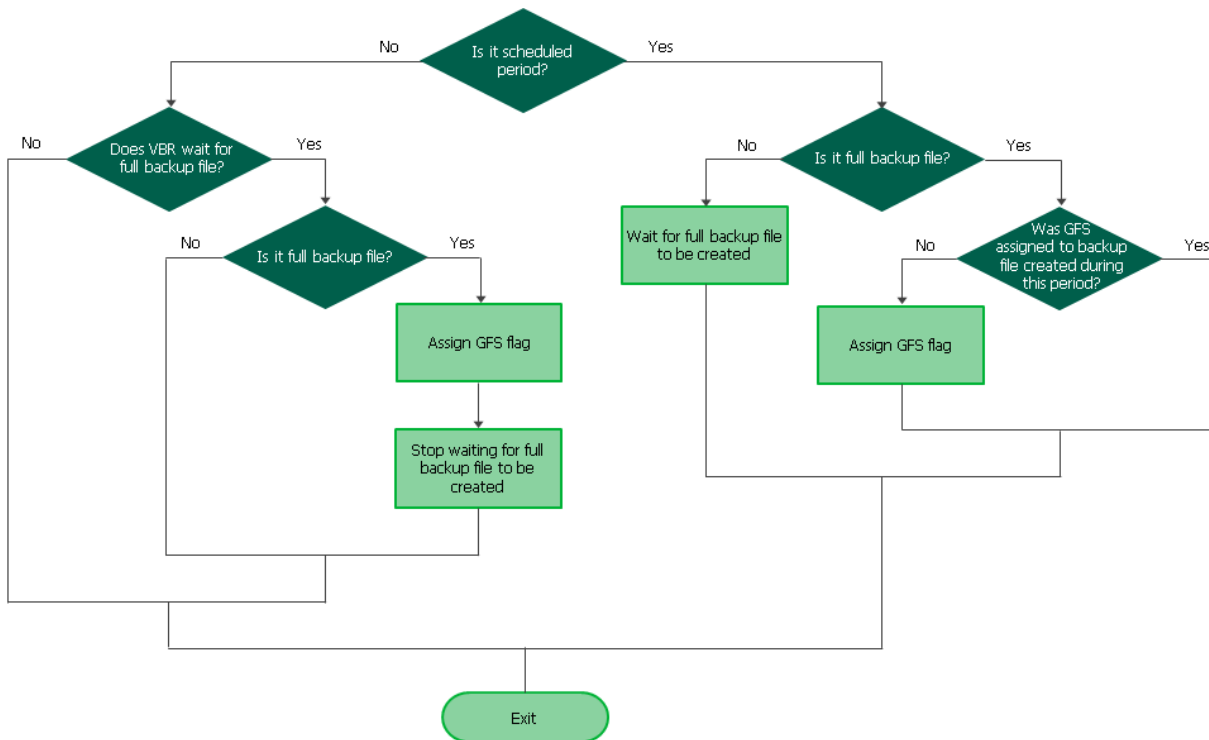 No
Is it scheduled
period?
Yes
No
Does VBR wait for
full backup file?
Yes
No
Is it full backup file?
Yes
No
Is it full backup file?
Yes
Assign GFS flag
Stop waiting for full
backup file to be
created
Wait for full backup file
to be created
No
Was GFS
assigned to backup
file created during
this period?
Yes
Assign GFS flag
Exit